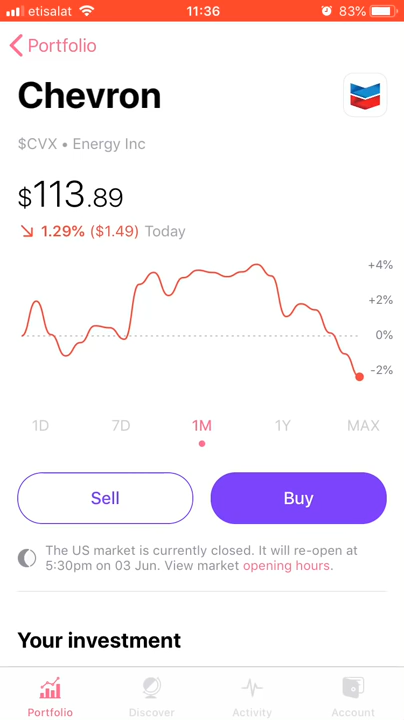 etisalat 11:36 83%
Portfolio
Chevron
$CVX • Energy Inc
$113.89
1.29% ($1.49) Today
+4%
+2%
0%
-2%
1D 7D 1M 1Y MAX
Sell Buy
The US market is currently closed. It will re-open at
5:30pm on 03 Jun. View market opening hours.
Your investment
Portfolio Discover Activity Account